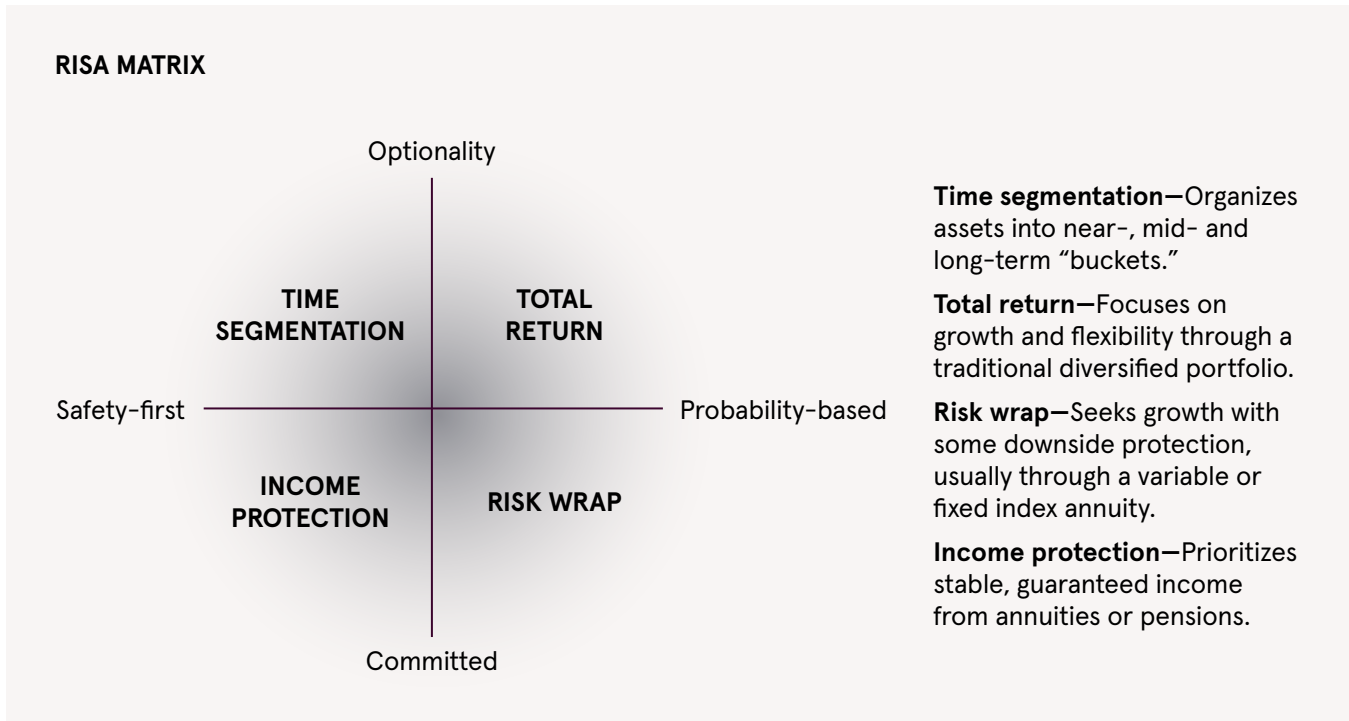 RISA MATRIX
Optionality
TIME
SEGMENTATION
TOTAL
RETURN
Safety-first
Probability-based
INCOME
PROTECTION
RISK WRAP
Committed
Time segmentation—Organizes
assets into near-, mid- and
long-term “buckets.”
Total return—Focuses on
growth and flexibility through a
traditional diversified portfolio.
Risk wrap—Seeks growth with
some downside protection,
usually through a variable or
fixed index annuity.
Income protection—Prioritizes
stable, guaranteed income
from annuities or pensions.